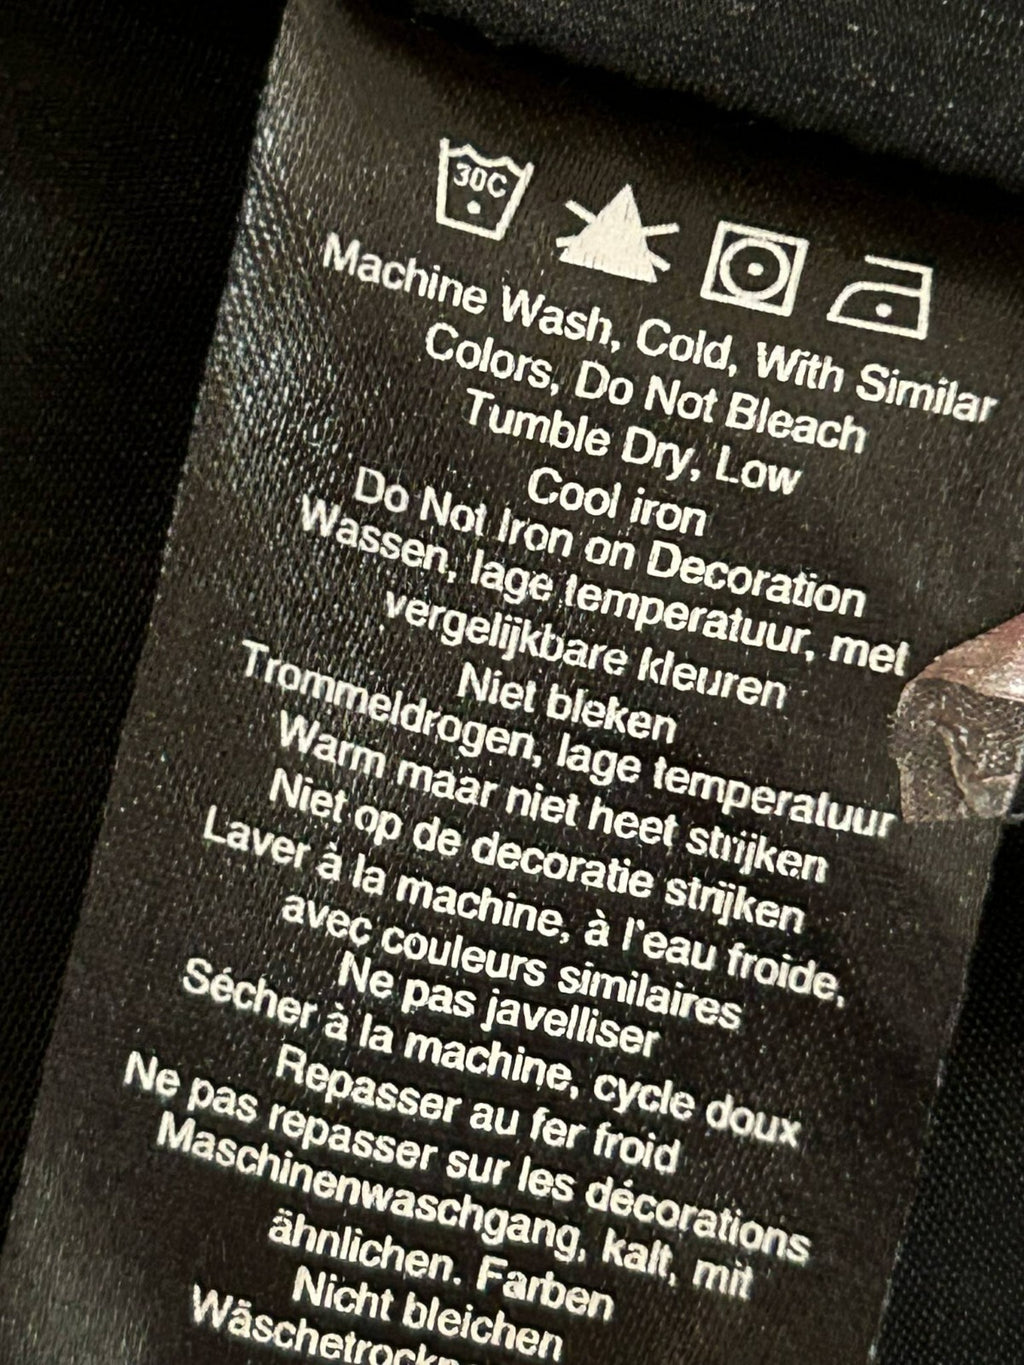 30C
Machine Wash, Cold, With Similar
Colors, Do Not Bleach
Tumble Dry, Low
Cool iron
Do Not Iron on Decoration
Wassen, lage temperatuur, met
vergelijkbare kleuren
Niet bleken
Trommeldrogen, lage temperatuur
Warm maar niet heet strijken
Niet op de decoratie strijken
Laver à la machine, à l'eau froide,
avec couleurs similaires
Ne pas javelliser
Sécher à la machine, cycle doux
Repasser au fer froid
Ne pas repasser sur les décorations
Maschinenwaschgang, kalt, mit
ähnlichen. Farben
Nicht bleichen